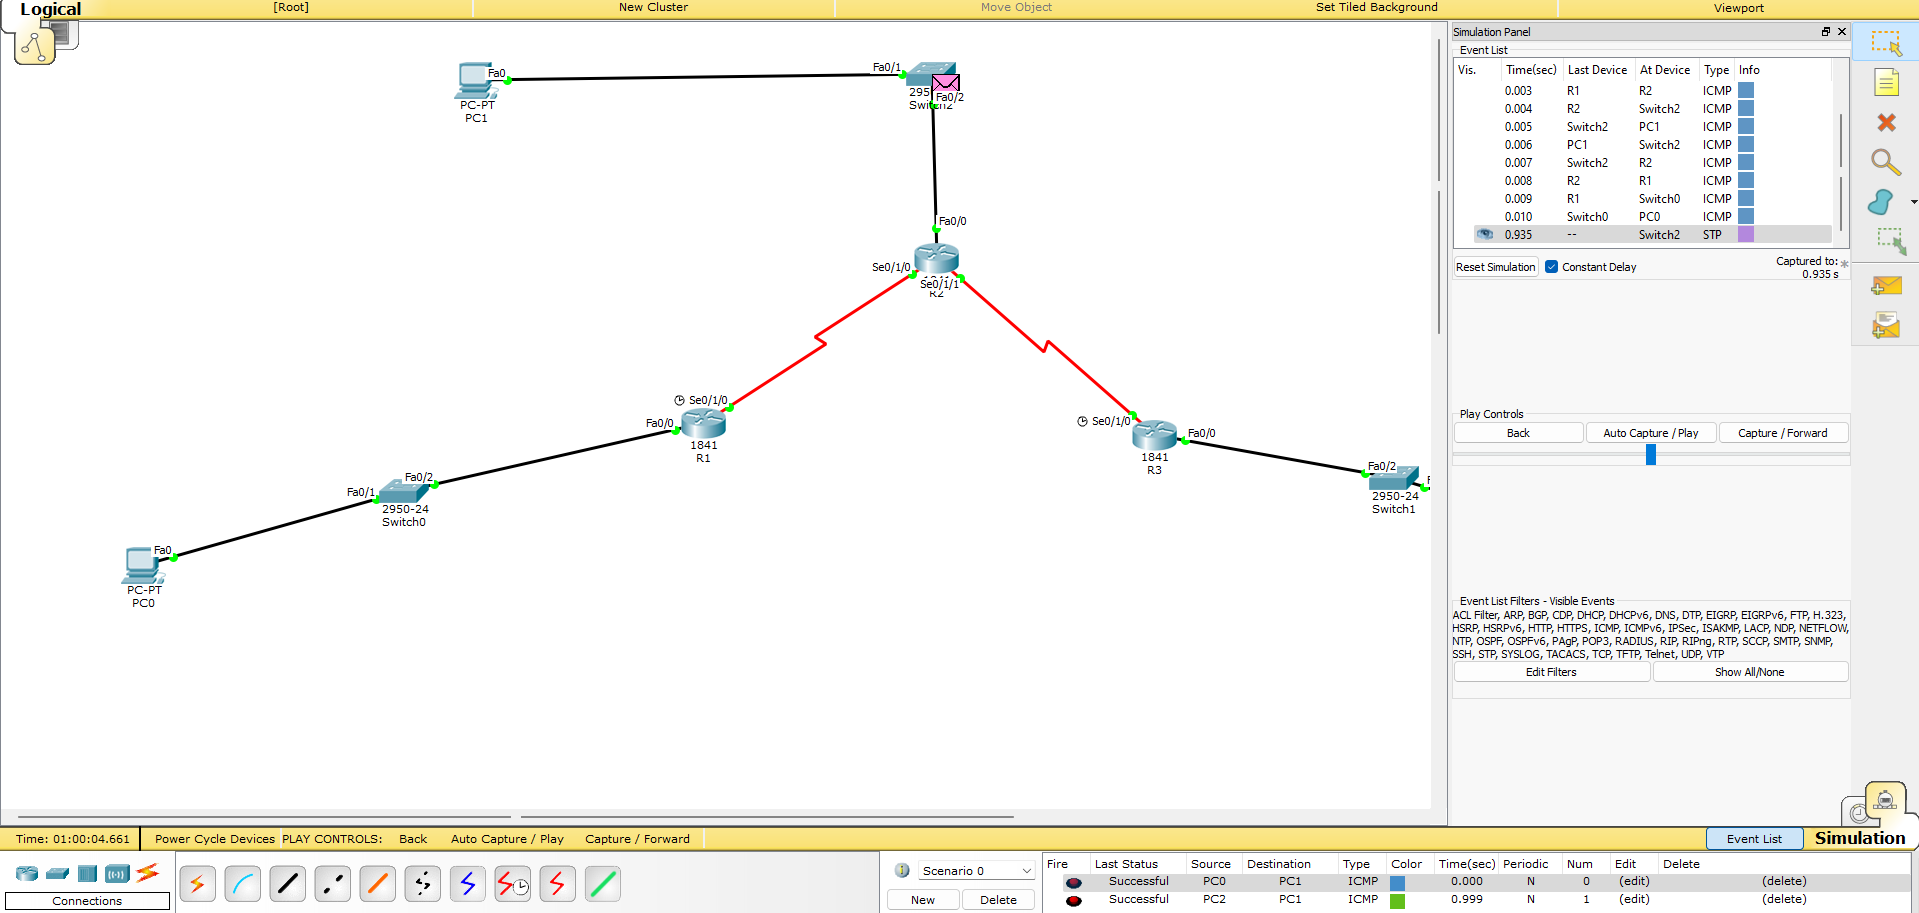 Logical [Root] New Cluster Move Object Set Tiled Background Viewport
Fa0
PC-PT
PC1
Fa0/1
Fa0/2
Switch2
Fa0/0
Se0/1/0
Se0/1/1
R2
Se0/1/0
Fa0/0
1841
R1
Fa0/2
Fa0/1
2950-24
Switch0
Fa0
PC-PT
PC0
Se0/1/0
Fa0/0
1841
R3
Fa0/2
2950-24
Switch1
Simulation Panel
Event List
Vis. Time(sec) Last Device At Device Type Info
0.003 R1 R2 ICMP
0.004 R2 Switch2 ICMP
0.005 Switch2 PC1 ICMP
0.006 PC1 Switch2 ICMP
0.007 Switch2 R2 ICMP
0.008 R2 R1 ICMP
0.009 R1 Switch0 ICMP
0.010 Switch0 PC0 ICMP
0.935 -- Switch2 STP
Reset Simulation Constant Delay Captured to: *
0.935 s
Play Controls
Back Auto Capture / Play Capture / Forward
Event List Filters - Visible Events
ACL Filter, ARP, BGP, CDP, DHCP, DHCPv6, DNS, DTP, EIGRP, EIGRPv6, FTP, H.323,
HSRP, HSRPv6, HTTP, HTTPS, ICMP, ICMPv6, IPSec, ISAKMP, LACP, NDP, NETFLOW,
NTP, OSPF, OSPFv6, PAgP, POP3, RADIUS, RIP, RIPng, RTP, SCCP, SMTP, SNMP,
SSH, STP, SYSLOG, TACACS, TCP, TFTP, Telnet, UDP, VTP
Edit Filters Show All/None
Time: 01:00:04.661 Power Cycle Devices PLAY CONTROLS: Back Auto Capture / Play Capture / Forward Event List Simulation
Connections
Scenario 0
New Delete
Fire Last Status Source Destination Type Color Time(sec) Periodic Num Edit Delete
Successful PC0 PC1 ICMP 0.000 N 0 (edit) (delete)
Successful PC2 PC1 ICMP 0.999 N 1 (edit) (delete)